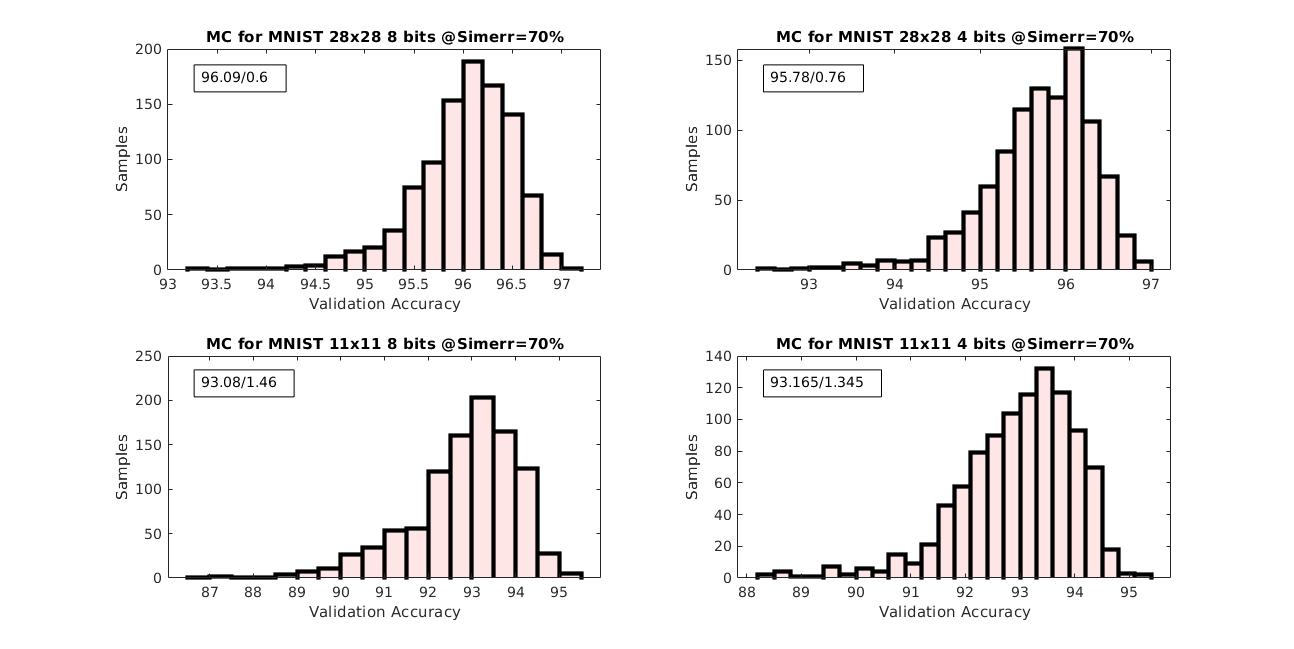 MC for MNIST 28x28 8 bits @Simerr=70%
96.09/0.6
Samples
200
150
100
50
0
93 93.5 94 94.5 95 95.5 96 96.5 97
Validation Accuracy
MC for MNIST 28x28 4 bits @Simerr=70%
95.78/0.76
Samples
150
100
50
0
93 94 95 96 97
Validation Accuracy
MC for MNIST 11x11 8 bits @Simerr=70%
93.08/1.46
Samples
250
200
150
100
50
0
87 88 89 90 91 92 93 94 95
Validation Accuracy
MC for MNIST 11x11 4 bits @Simerr=70%
93.165/1.345
Samples
140
120
100
80
60
40
20
0
88 89 90 91 92 93 94 95
Validation Accuracy